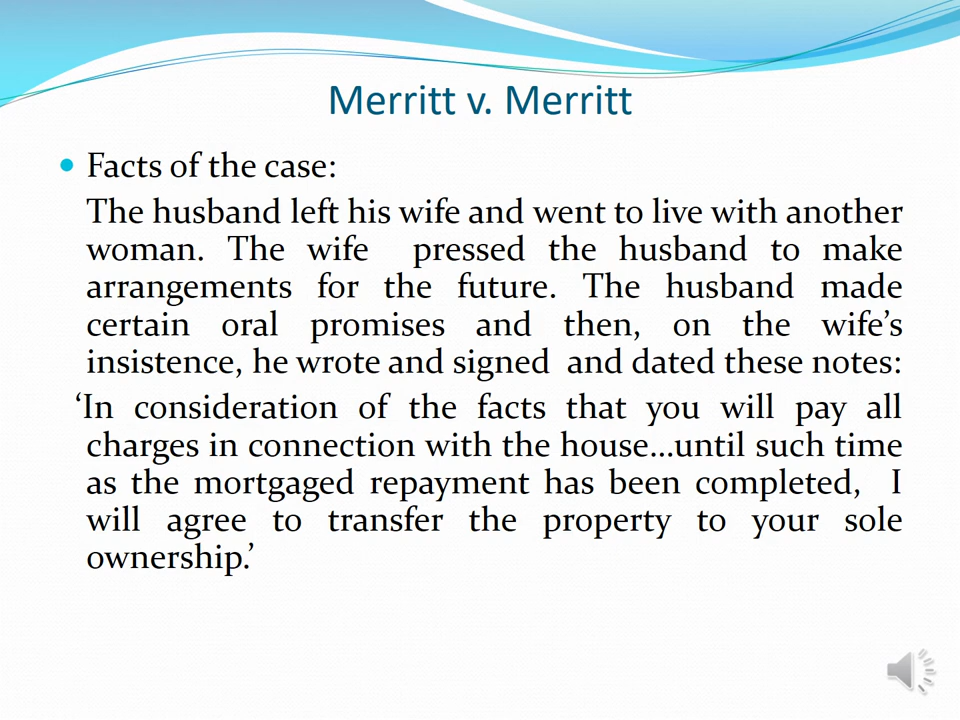 Merritt v. Merritt
• Facts of the case:
The husband left his wife and went to live with another
woman. The wife pressed the husband to make
arrangements for the future. The husband made
certain oral promises and then, on the wife’s
insistence, he wrote and signed and dated these notes:
‘In consideration of the facts that you will pay all
charges in connection with the house…until such time
as the mortgaged repayment has been completed, I
will agree to transfer the property to your sole
ownership.’